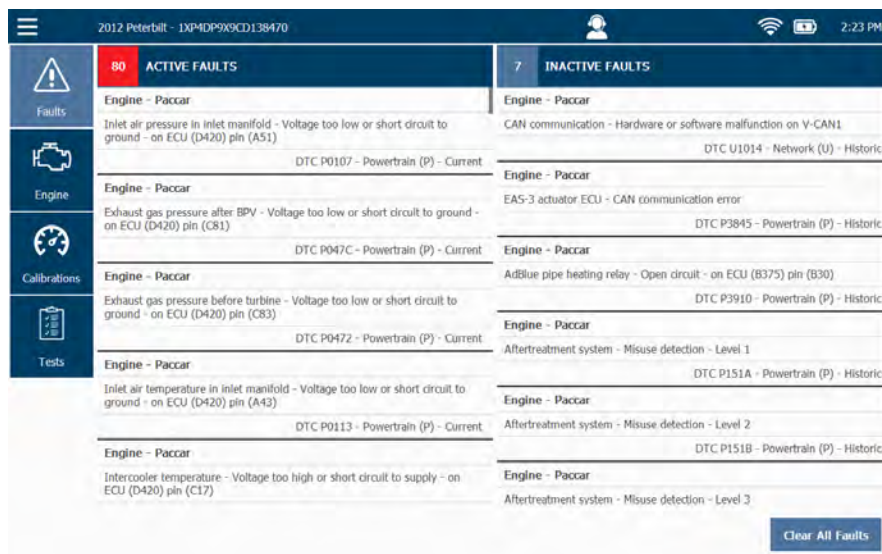 2012 Peterbilt - 1XP4DP9X9CD138470
2:23 PM
Faults
Engine
Calibrations
Tests
80 ACTIVE FAULTS
Engine - Paccar
Inlet air pressure in inlet manifold - Voltage too low or short circuit to
ground - on ECU (D420) pin (A51)
DTC P0107 - Powertrain (P) - Current
Engine - Paccar
Exhaust gas pressure after BPV - Voltage too low or short circuit to ground -
on ECU (D420) pin (C81)
DTC P047C - Powertrain (P) - Current
Engine - Paccar
Exhaust gas pressure before turbine - Voltage too low or short circuit to
ground - on ECU (D420) pin (C83)
DTC P0472 - Powertrain (P) - Current
Engine - Paccar
Inlet air temperature in inlet manifold - Voltage too low or short circuit to
ground - on ECU (D420) pin (A43)
DTC P0113 - Powertrain (P) - Current
Engine - Paccar
Intercooler temperature - Voltage too high or short circuit to supply - on
ECU (D420) pin (C17)
7 INACTIVE FAULTS
Engine - Paccar
CAN communication - Hardware or software malfunction on V-CAN1
DTC U1014 - Network (U) - Historic
Engine - Paccar
EAS-3 actuator ECU - CAN communication error
DTC P3845 - Powertrain (P) - Historic
Engine - Paccar
AdBlue pipe heating relay - Open circuit - on ECU (B375) pin (B30)
DTC P3910 - Powertrain (P) - Historic
Engine - Paccar
Aftertreatment system - Misuse detection - Level 1
DTC P151A - Powertrain (P) - Historic
Engine - Paccar
Aftertreatment system - Misuse detection - Level 2
DTC P151B - Powertrain (P) - Historic
Engine - Paccar
Aftertreatment system - Misuse detection - Level 3
Clear All Faults